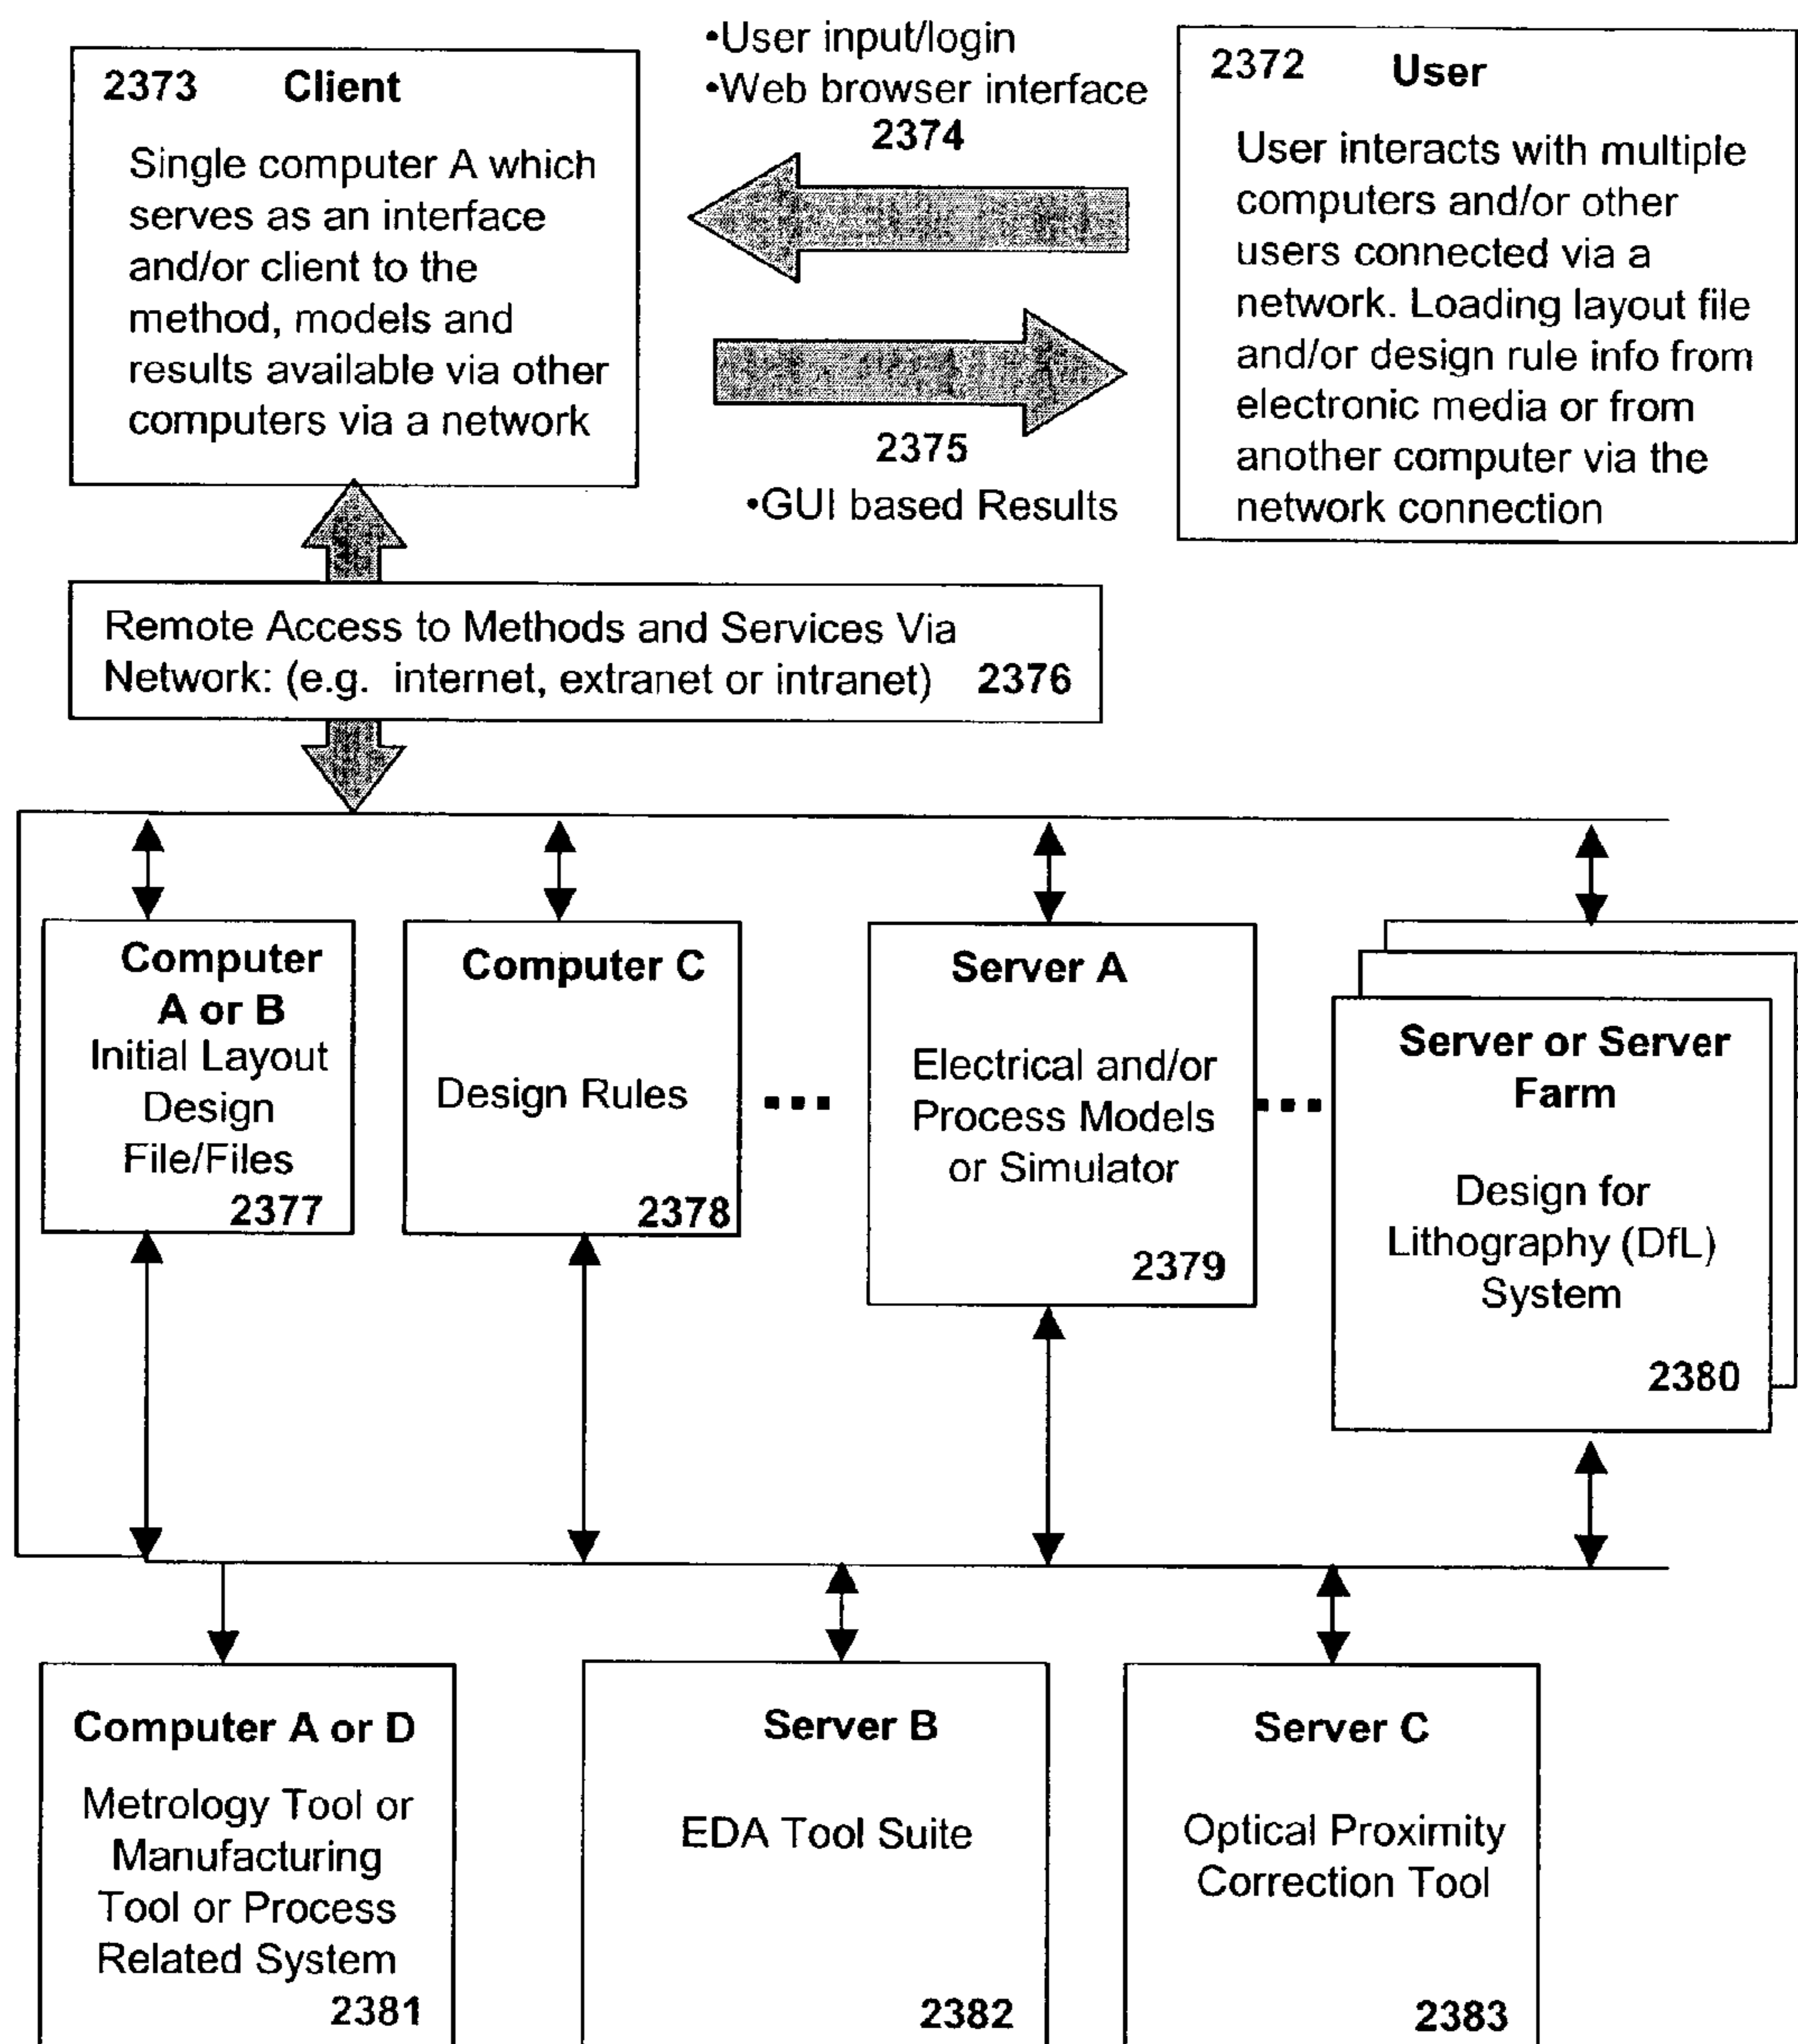 •User input/login
•Web browser interface
2374
2373 Client
Single computer A which
serves as an interface
and/or client to the
method, models and
results available via other
computers via a network
2372 User
User interacts with multiple
computers and/or other
users connected via a
network. Loading layout file
and/or design rule info from
electronic media or from
another computer via the
network connection
2375
•GUI based Results
Remote Access to Methods and Services Via
Network: (e.g. internet, extranet or intranet) 2376
Computer
A or B
Initial Layout
Design
File/Files
2377
Computer C
Design Rules
2378
...
Server A
Electrical and/or
Process Models
or Simulator
2379
...
Server or Server
Farm
Design for
Lithography (DfL)
System
2380
Computer A or D
Metrology Tool or
Manufacturing
Tool or Process
Related System
2381
Server B
EDA Tool Suite
2382
Server C
Optical Proximity
Correction Tool
2383